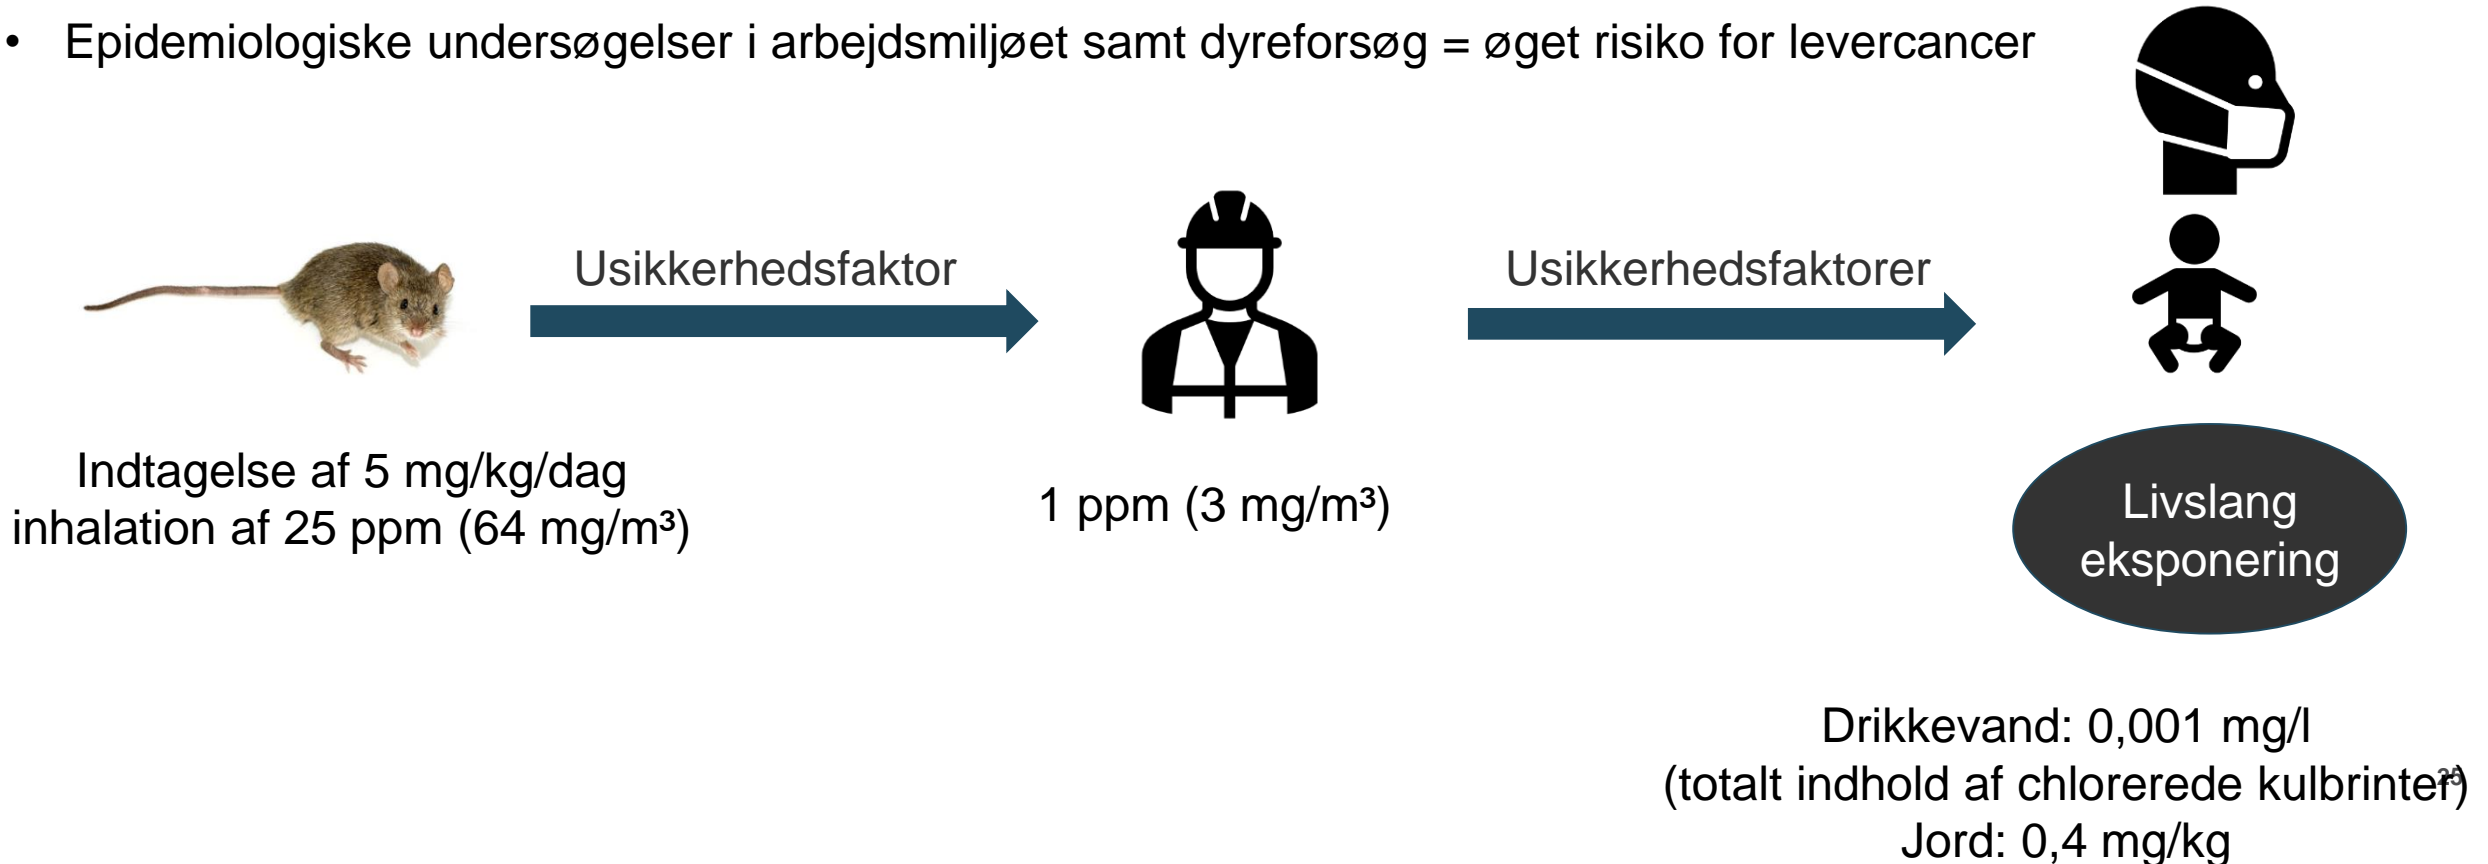 • Epidemiologiske undersøgelser i arbejdsmiljøet samt dyreforsøg = øget risiko for levercancer
Usikkerhedsfaktor
Usikkerhedsfaktorer
Indtagelse af 5 mg/kg/dag
inhalation af 25 ppm (64 mg/m³)
1 ppm (3 mg/m³)
Livslang
eksponering
Drikkevand: 0,001 mg/l
(totalt indhold af chlorerede kulbrinter)
25
Jord: 0,4 mg/kg